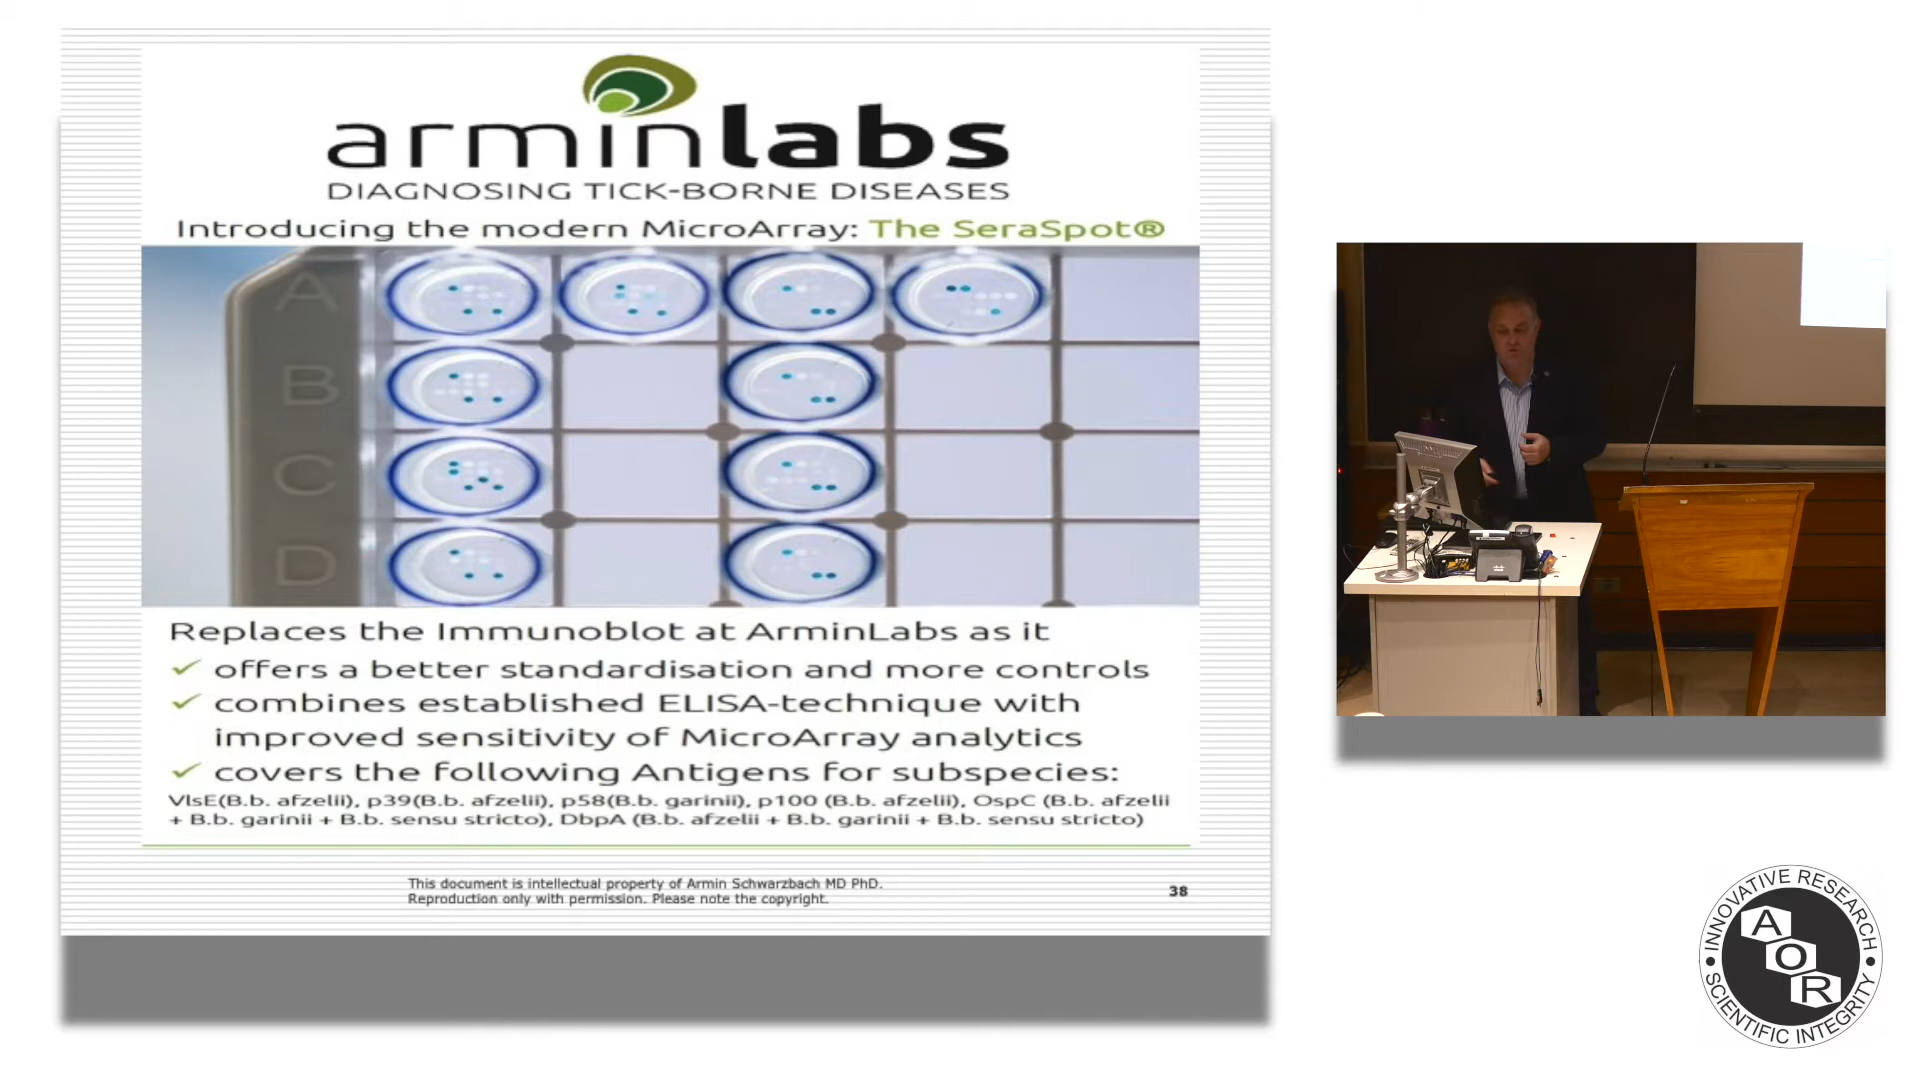 arminlabs
DIAGNOSING TICK-BORNE DISEASES
Introducing the modern MicroArray: The SeraSpot®
A
B
C
D
Replaces the Immunoblot at ArminLabs as it
✓ offers a better standardisation and more controls
✓ combines established ELISA-technique with
improved sensitivity of MicroArray analytics
✓ covers the following Antigens for subspecies:
VlsE(B.b. afzelii), p39(B.b. afzelii), p58(B.b. garinii), p100 (B.b. afzelii), OspC (B.b. afzelii
+ B.b. garinii + B.b. sensu stricto), DbpA (B.b. afzelii + B.b. garinii + B.b. sensu stricto)
This document is intellectual property of Armin Schwarzbach MD PhD.
Reproduction only with permission. Please note the copyright.
38
INNOVATIVE RESEARCH
AOR
SCIENTIFIC INTEGRITY